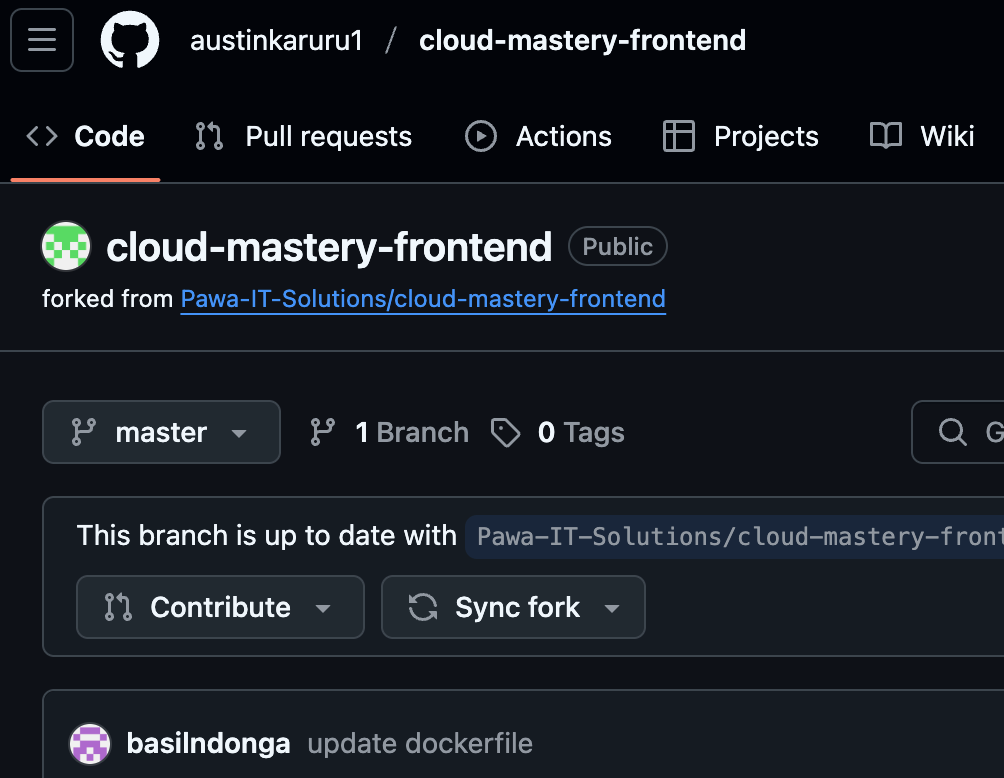 austinkaruru1 / cloud-mastery-frontend
Code Pull requests Actions Projects Wiki
cloud-mastery-frontend Public
forked from Pawa-IT-Solutions/cloud-mastery-frontend
master 1 Branch 0 Tags G
This branch is up to date with Pawa-IT-Solutions/cloud-mastery-front
Contribute Sync fork
basilndonga update dockerfile